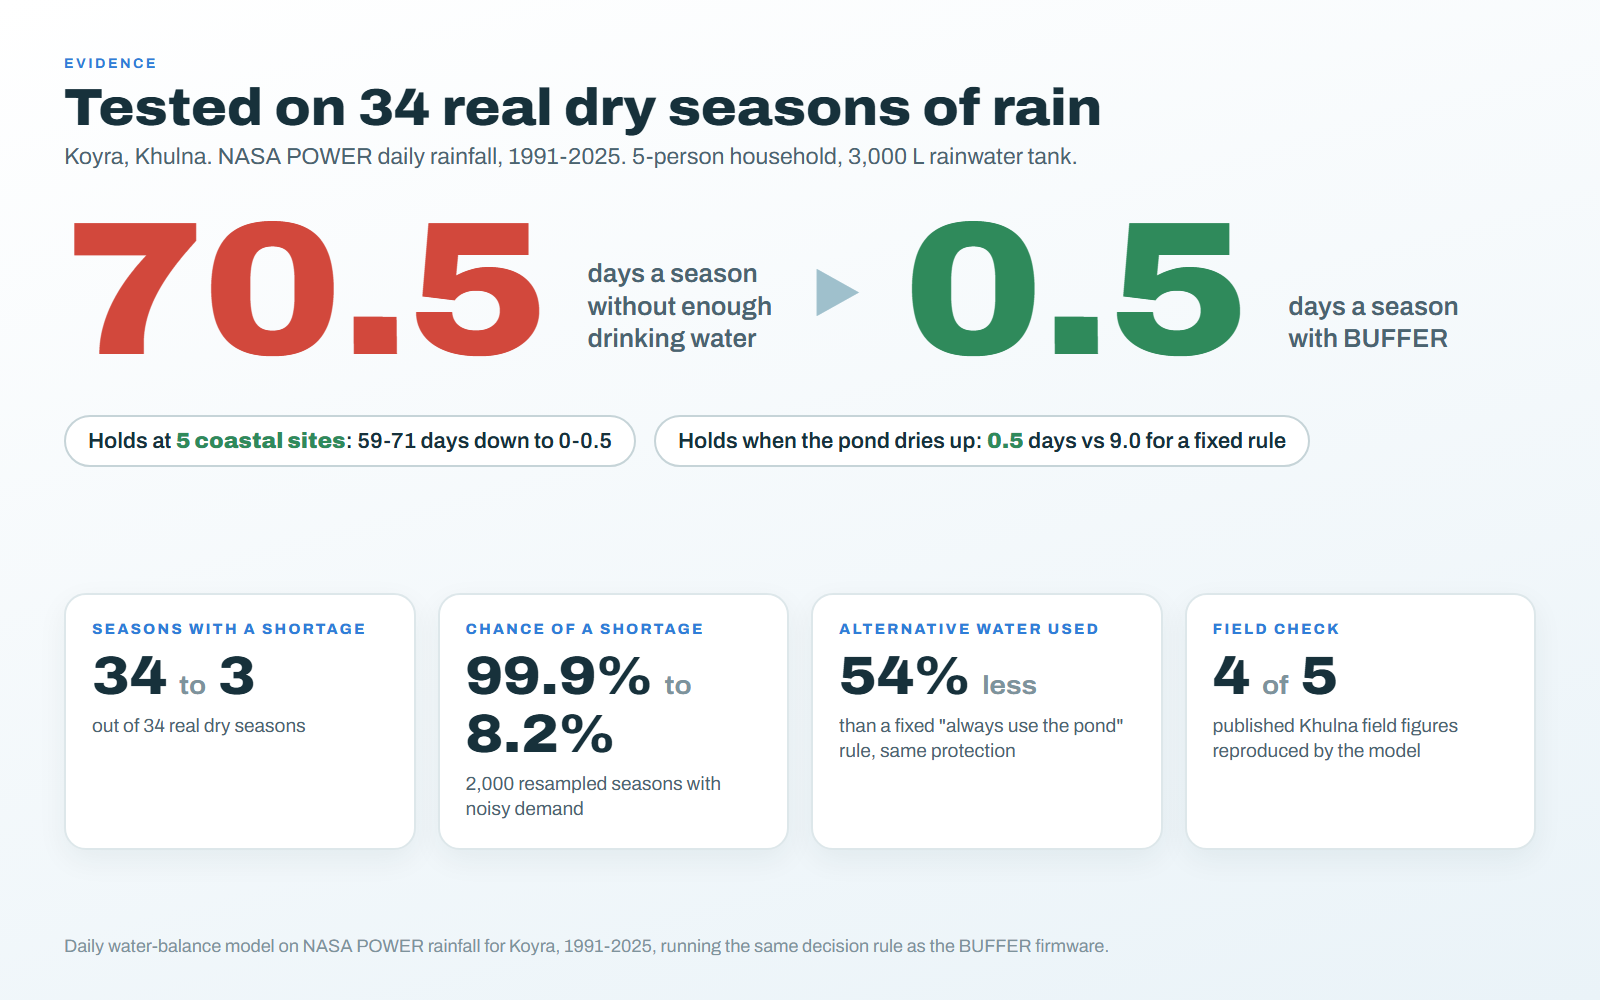 EVIDENCE
Tested on 34 real dry seasons of rain
Koyra, Khulna. NASA POWER daily rainfall, 1991-2025. 5-person household, 3,000 L rainwater tank.
70.5
days a season
without enough
drinking water
0.5
days a season
with BUFFER
Holds at 5 coastal sites: 59-71 days down to 0-0.5
Holds when the pond dries up: 0.5 days vs 9.0 for a fixed rule
SEASONS WITH A SHORTAGE
34 to 3
out of 34 real dry seasons
CHANCE OF A SHORTAGE
99.9% to
8.2%
2,000 resampled seasons with
noisy demand
ALTERNATIVE WATER USED
54% less
than a fixed "always use the pond"
rule, same protection
FIELD CHECK
4 of 5
published Khulna field figures
reproduced by the model
Daily water-balance model on NASA POWER rainfall for Koyra, 1991-2025, running the same decision rule as the BUFFER firmware.